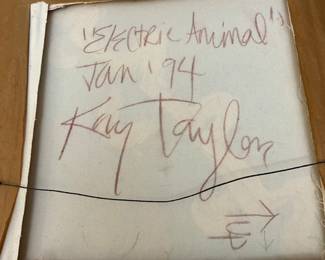 'Electric Animal's
Jan '94
Kay Taylor